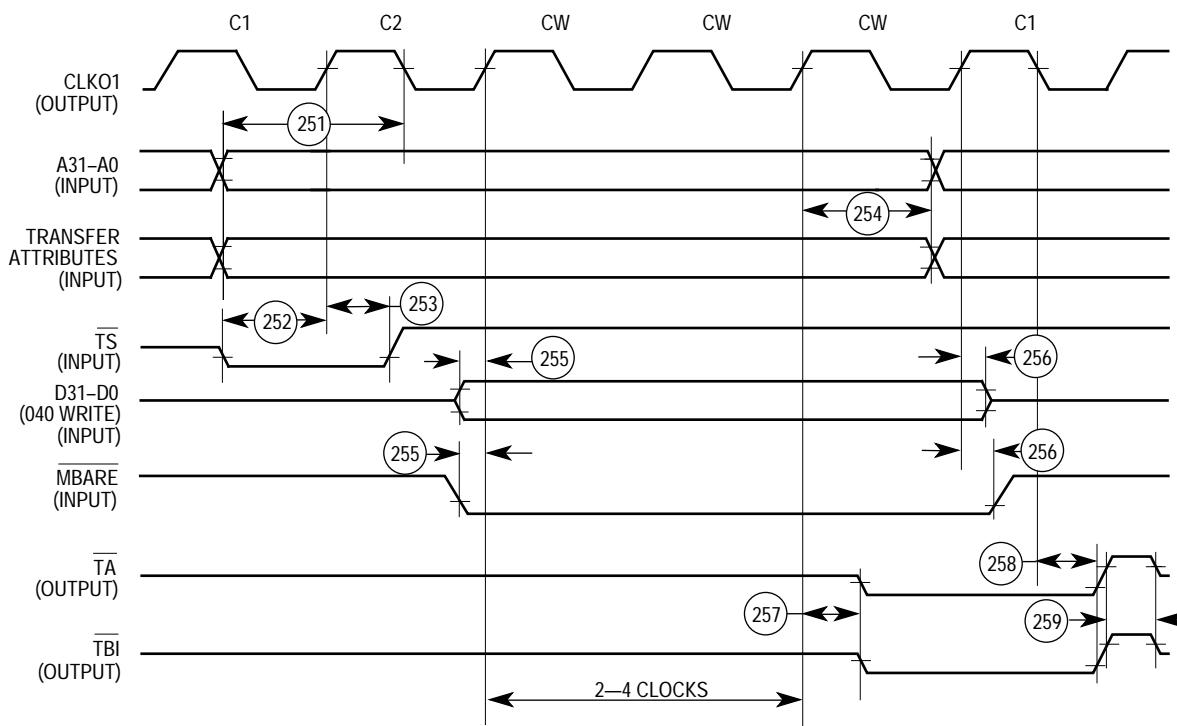 C1 C2 CW CW CW C1
CLKO1
(OUTPUT)
251
A31–A0
(INPUT)
254
TRANSFER
ATTRIBUTES
(INPUT)
252
253
TS
(INPUT)
255
256
D31–D0
(040 WRITE)
(INPUT)
255
256
MBARE
(INPUT)
258
TA
(OUTPUT)
257
259
TBI
(OUTPUT)
2—4 CLOCKS